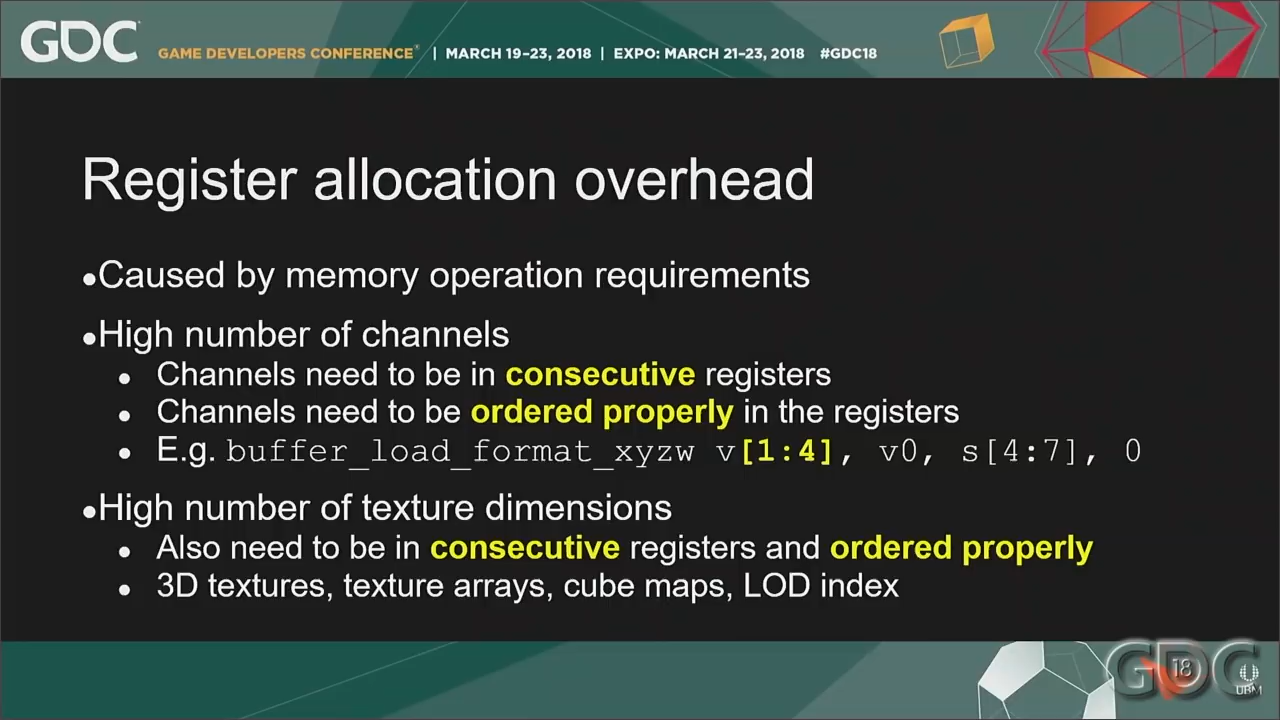 GDC GAME DEVELOPERS CONFERENCE® | MARCH 19–23, 2018 | EXPO: MARCH 21–23, 2018 #GDC18
Register allocation overhead
●Caused by memory operation requirements
●High number of channels
● Channels need to be in consecutive registers
● Channels need to be ordered properly in the registers
● E.g. buffer_load_format_xyzw v[1:4], v0, s[4:7], 0
●High number of texture dimensions
● Also need to be in consecutive registers and ordered properly
● 3D textures, texture arrays, cube maps, LOD index
GDC 18 UBM